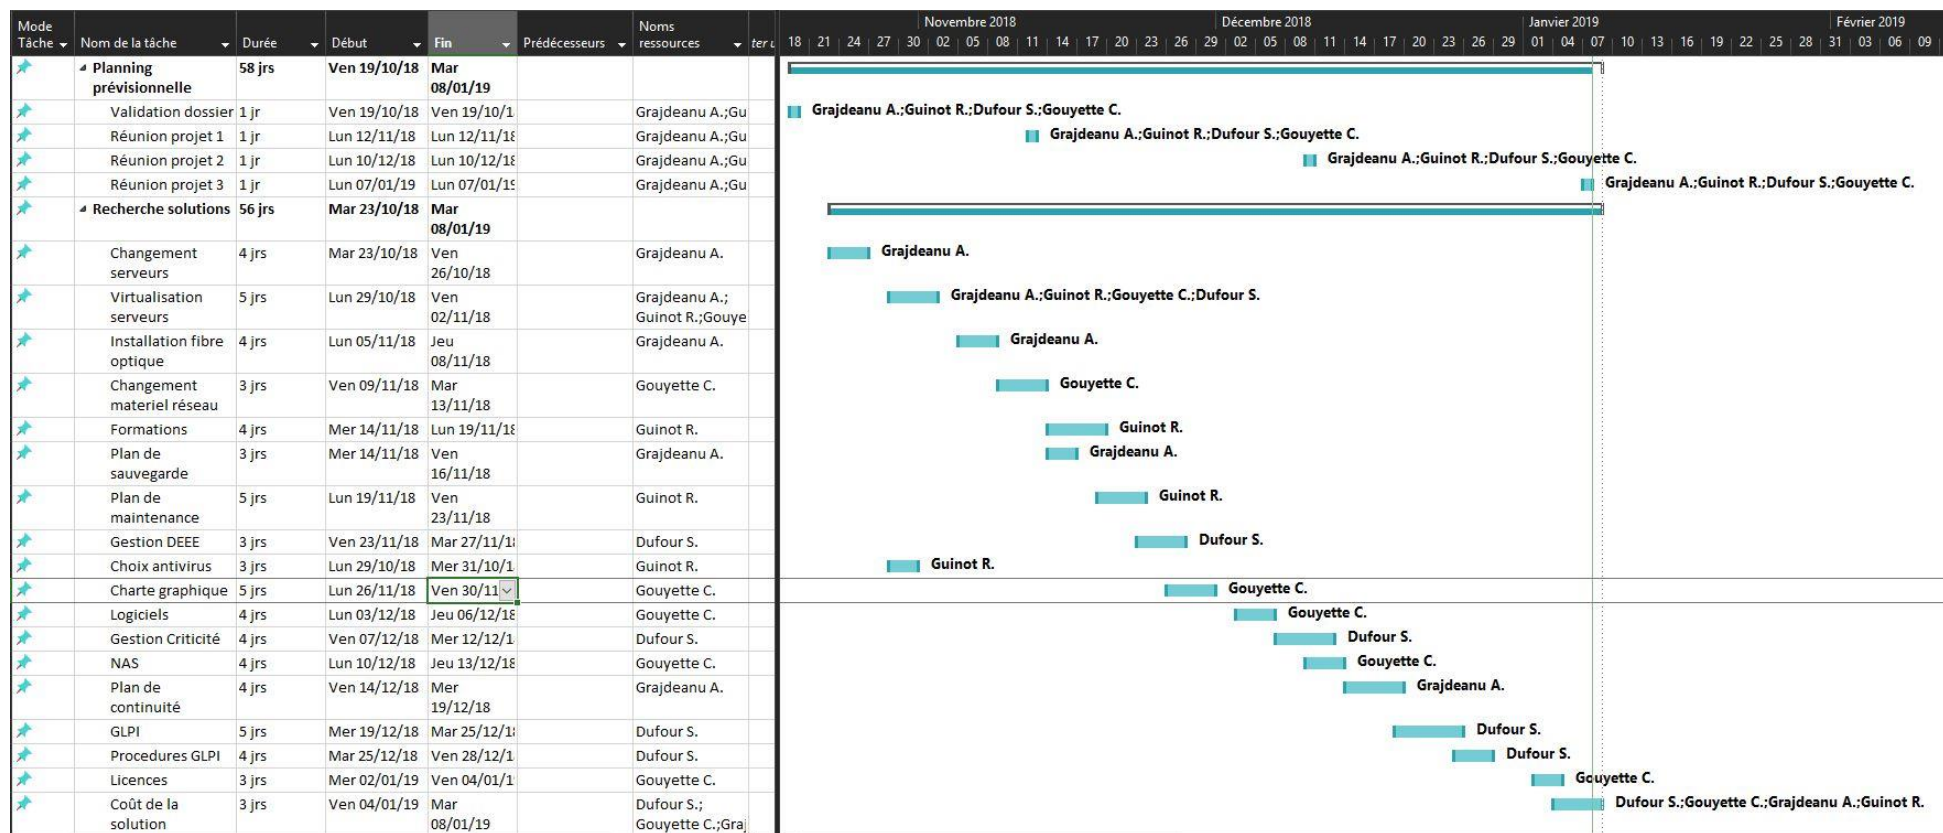 Mode Tâche Nom de la tâche Durée Début Fin Prédécesseurs Noms ressources ter
Novembre 2018 Décembre 2018 Janvier 2019 Février 2019
18 21 24 27 30 02 05 08 11 14 17 20 23 26 29 02 05 08 11 14 17 20 23 26 29 01 04 07 10 13 16 19 22 25 28 31 03 06 09
Planning prévisionnelle 58 jrs Ven 19/10/18 Mar 08/01/19
Validation dossier 1 jr Ven 19/10/18 Ven 19/10/1 Grajdeanu A.;Gu Grajdeanu A.;Guinot R.;Dufour S.;Gouyette C.
Réunion projet 1 1 jr Lun 12/11/18 Lun 12/11/18 Grajdeanu A.;Gu Grajdeanu A.;Guinot R.;Dufour S.;Gouyette C.
Réunion projet 2 1 jr Lun 10/12/18 Lun 10/12/18 Grajdeanu A.;Gu Grajdeanu A.;Guinot R.;Dufour S.;Gouyette C.
Réunion projet 3 1 jr Lun 07/01/19 Lun 07/01/19 Grajdeanu A.;Gu Grajdeanu A.;Guinot R.;Dufour S.;Gouyette C.
Recherche solutions 56 jrs Mar 23/10/18 Mar 08/01/19
Changement serveurs 4 jrs Mar 23/10/18 Ven 26/10/18 Grajdeanu A. Grajdeanu A.
Virtualisation serveurs 5 jrs Lun 29/10/18 Ven 02/11/18 Grajdeanu A.; Guinot R.;Gouye Grajdeanu A.;Guinot R.;Gouyette C.;Dufour S.
Installation fibre optique 4 jrs Lun 05/11/18 Jeu 08/11/18 Grajdeanu A. Grajdeanu A.
Changement materiel réseau 3 jrs Ven 09/11/18 Mar 13/11/18 Gouyette C. Gouyette C.
Formations 4 jrs Mer 14/11/18 Lun 19/11/18 Guinot R. Guinot R.
Plan de sauvegarde 3 jrs Mer 14/11/18 Ven 16/11/18 Grajdeanu A. Grajdeanu A.
Plan de maintenance 5 jrs Lun 19/11/18 Ven 23/11/18 Guinot R. Guinot R.
Gestion DEEE 3 jrs Ven 23/11/18 Mar 27/11/18 Dufour S. Dufour S.
Choix antivirus 3 jrs Lun 29/10/18 Mer 31/10/1 Guinot R. Guinot R.
Charte graphique 5 jrs Lun 26/11/18 Ven 30/11 Gouyette C. Gouyette C.
Logiciels 4 jrs Lun 03/12/18 Jeu 06/12/18 Gouyette C. Gouyette C.
Gestion Criticité 4 jrs Ven 07/12/18 Mer 12/12/1 Dufour S. Dufour S.
NAS 4 jrs Lun 10/12/18 Jeu 13/12/18 Gouyette C. Gouyette C.
Plan de continuité 4 jrs Ven 14/12/18 Mer 19/12/18 Grajdeanu A. Grajdeanu A.
GLPI 5 jrs Mer 19/12/18 Mar 25/12/18 Dufour S. Dufour S.
Procedures GLPI 4 jrs Mar 25/12/18 Ven 28/12/1 Dufour S. Dufour S.
Licences 3 jrs Mer 02/01/19 Ven 04/01/1 Gouyette C. Gouyette C.
Coût de la solution 3 jrs Ven 04/01/19 Mar 08/01/19 Dufour S.; Gouyette C.;Graj Dufour S.;Gouyette C.;Grajdeanu A.;Guinot R.